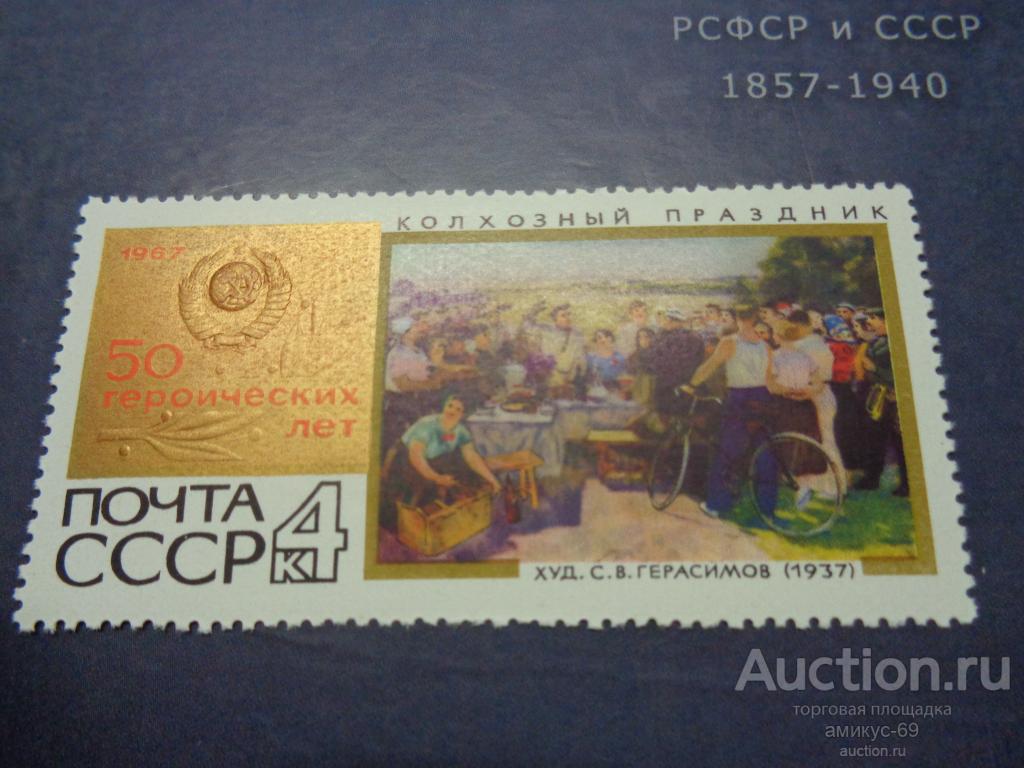 РСФСР и СССР
1857-1940
КОЛХОЗНЫЙ ПРАЗДНИК
1967
50
героических
лет
ПОЧТА
СССР
4
к
ХУД. С.В.ГЕРАСИМОВ (1937)
Auction.ru
торговая площадка
амикус-69
auction.ru